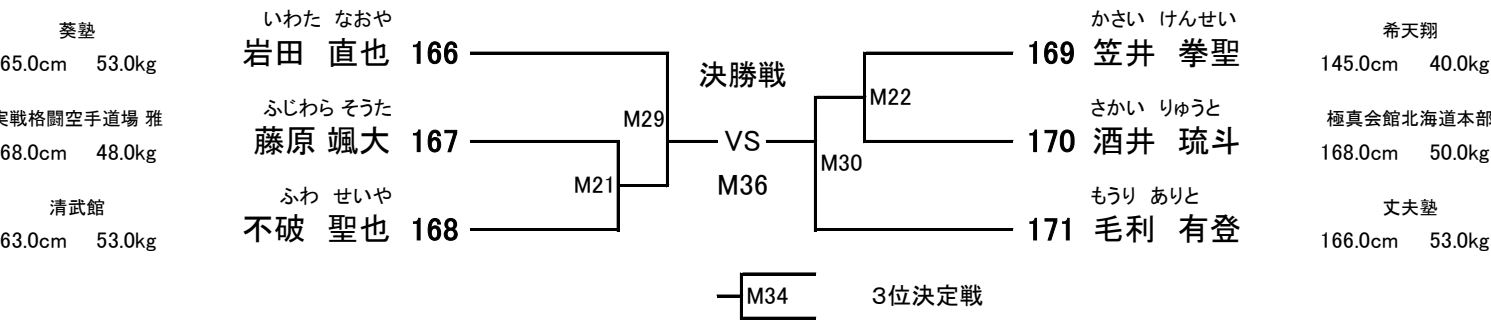 葵塾
65.0cm 53.0kg
いわた なおや
岩田 直也 166
実戦格闘空手道場 雅
68.0cm 48.0kg
ふじわら そうた
藤原 颯大 167
清武館
63.0cm 53.0kg
ふわ せいや
不破 聖也 168
M29
M21
決勝戦
VS
M36
M22
M30
かさい けんせい
169 笠井 拳聖
希天翔
145.0cm 40.0kg
さかい りゅうと
170 酒井 琉斗
極真会館北海道本部
168.0cm 50.0kg
もうり ありと
171 毛利 有登
丈夫塾
166.0cm 53.0kg
M34 3位決定戦